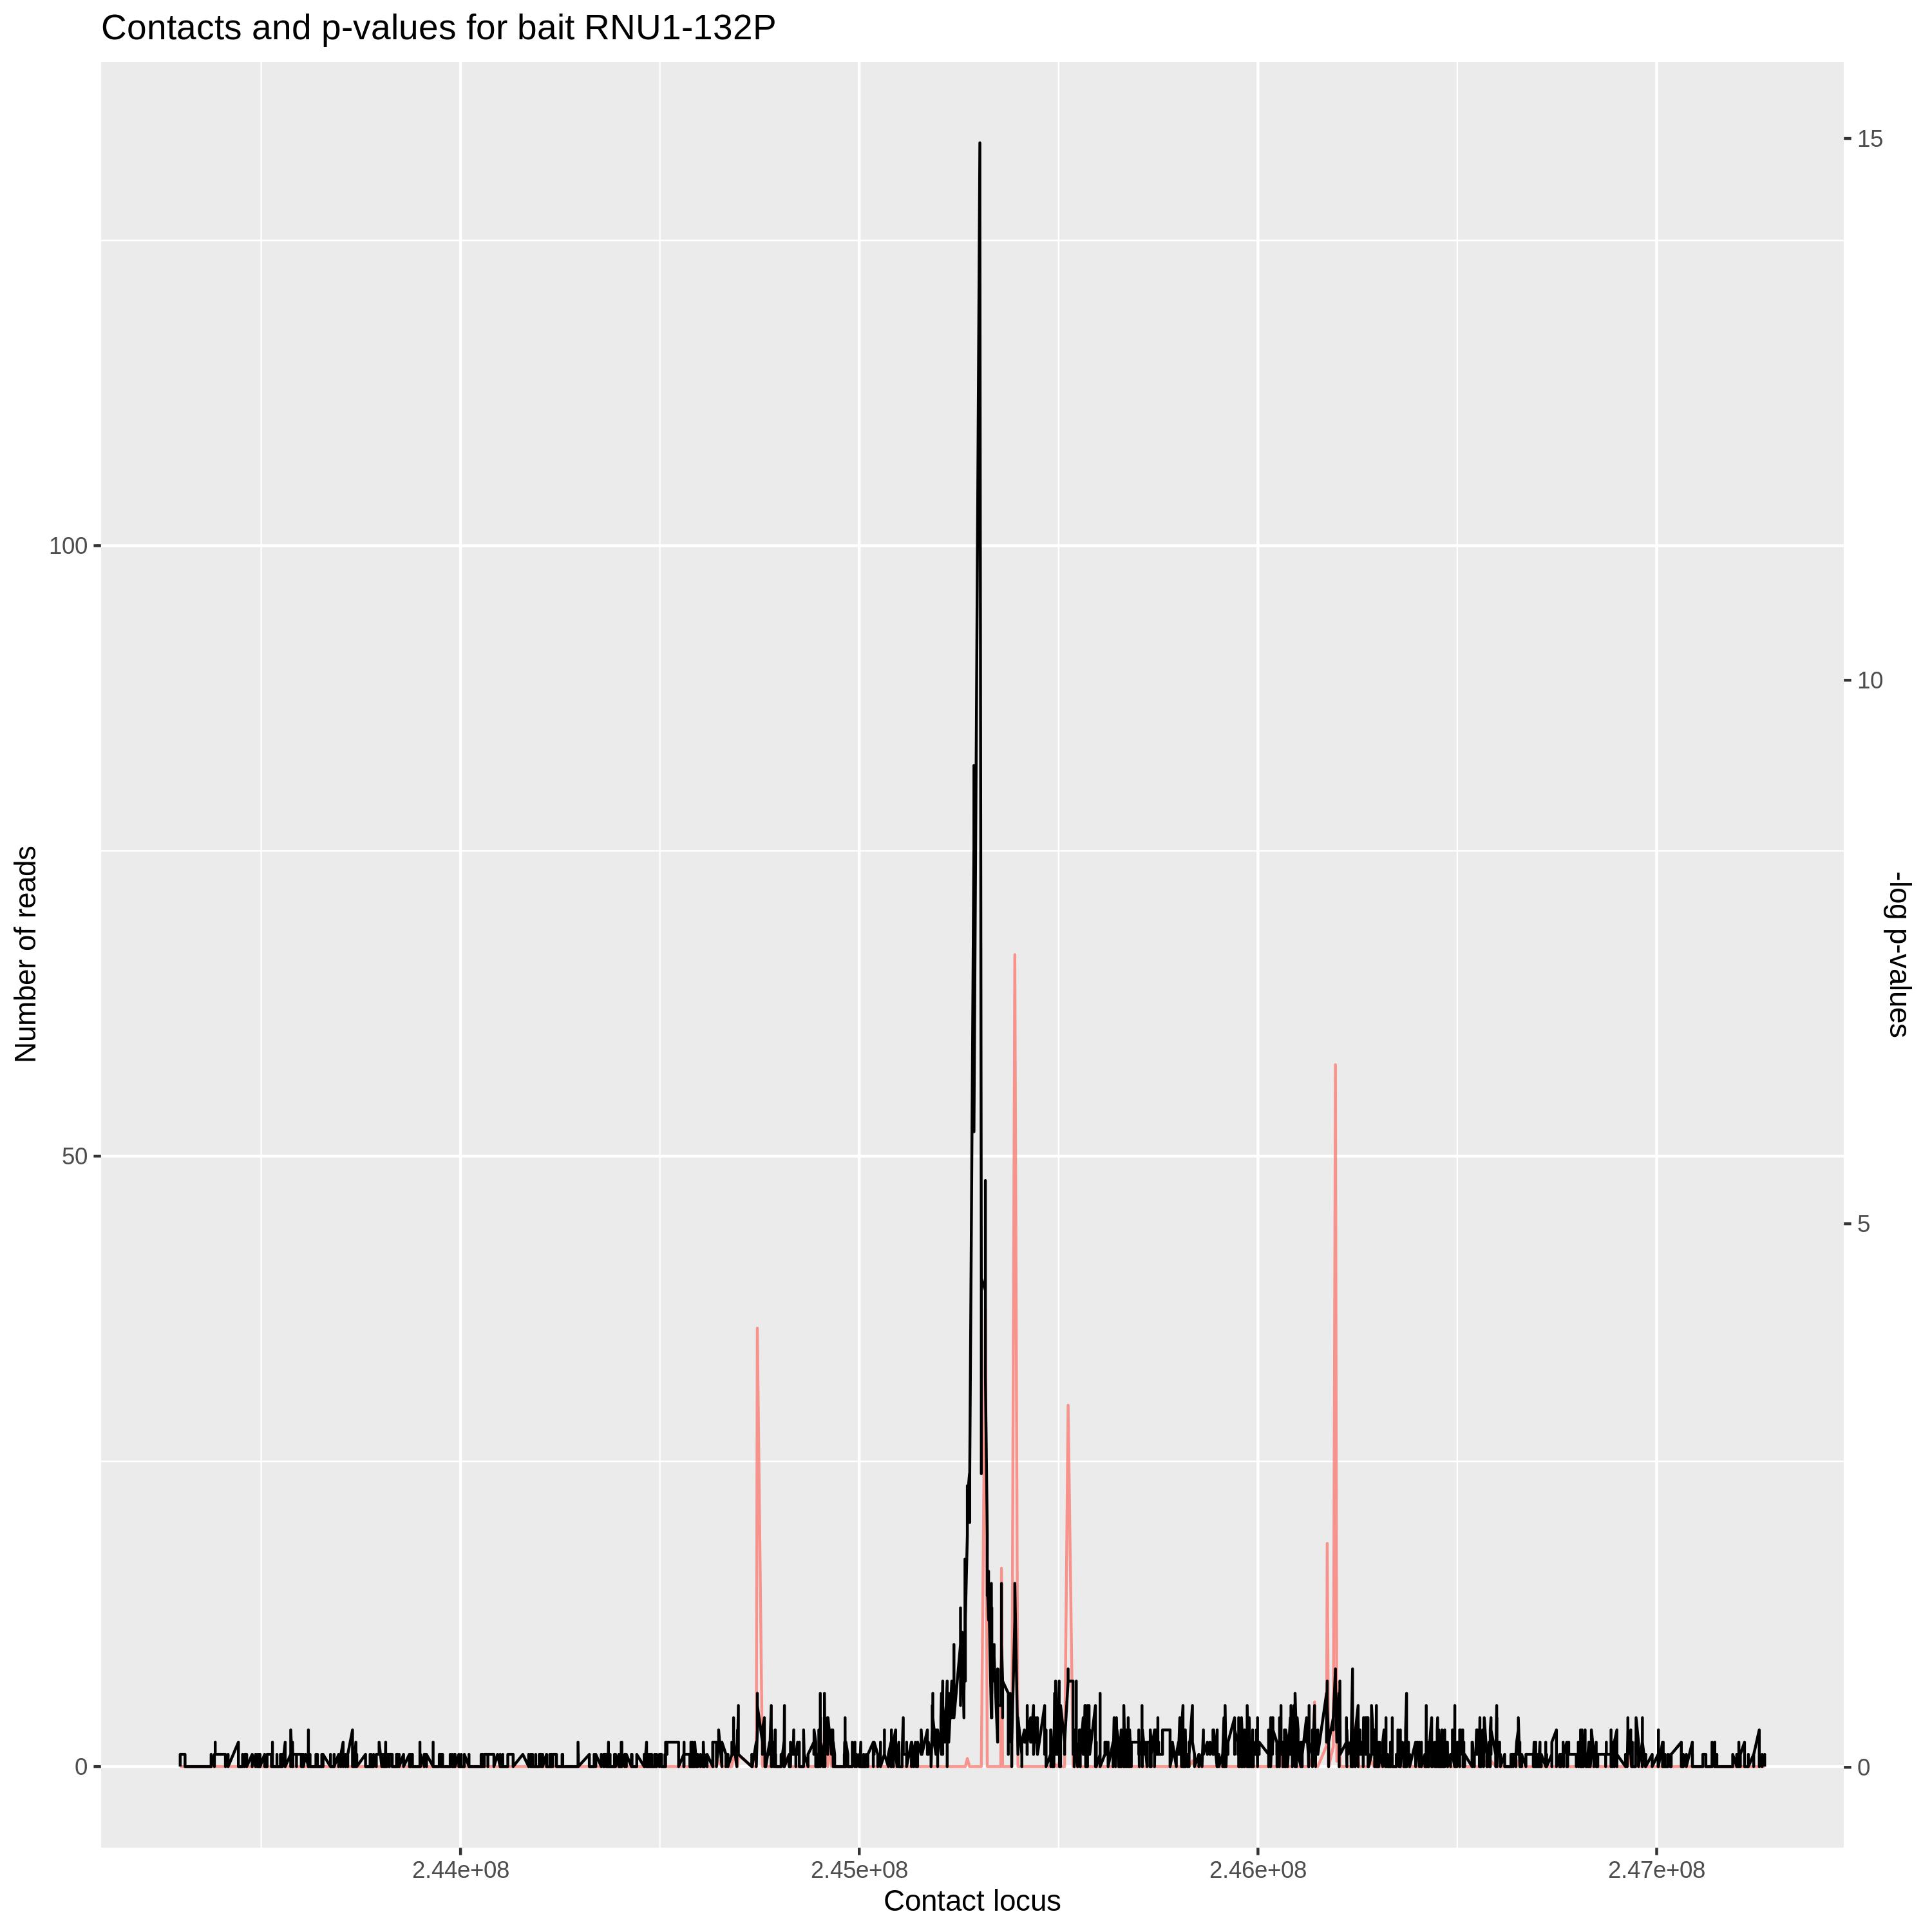 Contacts and p-values for bait RNU1-132P
15
100
10
Number of reads
-log p-values
50
5
0
0
2.44e+08 2.45e+08 2.46e+08 2.47e+08
Contact locus